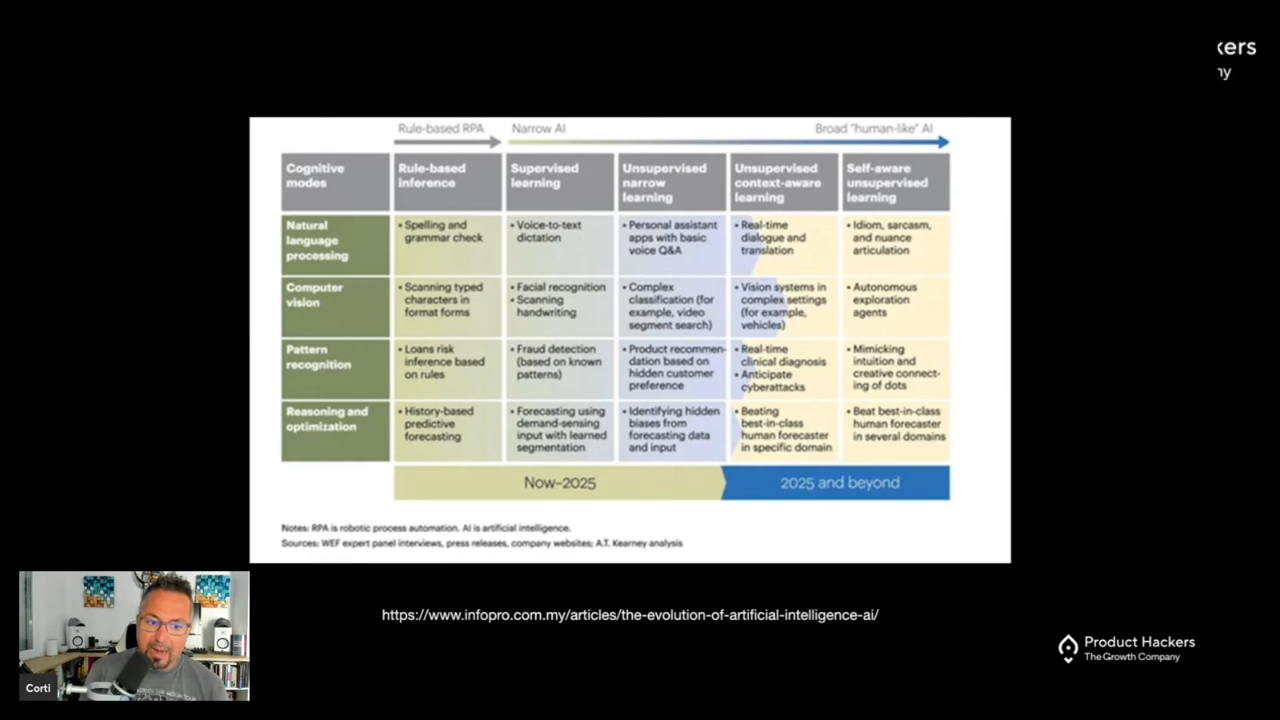 kers
ny
Rule-based RPA
Narrow AI
Broad "human-like" AI
Cognitive
modes
Rule-based
inference
Supervised
learning
Unsupervised
narrow
learning
Unsupervised
context-aware
learning
Self-aware
unsupervised
learning
Natural
language
processing
• Spelling and
grammar check
• Voice-to-text
dictation
• Personal assistant
apps with basic
voice Q&A
• Real-time
dialogue and
translation
• Idiom, sarcasm,
and nuance
articulation
Computer
vision
• Scanning typed
characters in
format forms
• Facial recognition
• Scanning
handwriting
• Complex
classification (for
example, video
segment search)
• Vision systems in
complex settings
(for example,
vehicles)
• Autonomous
exploration
agents
Pattern
recognition
• Loans risk
inference based
on rules
• Fraud detection
(based on known
patterns)
• Product recommen-
dation based on
hidden customer
preference
• Real-time
clinical diagnosis
• Anticipate
cyberattacks
• Mimicking
intuition and
creative connect-
ing of dots
Reasoning and
optimization
• History-based
predictive
forecasting
• Forecasting using
demand-sensing
input with learned
segmentation
• Identifying hidden
biases from
forecasting data
and input
• Beating
best-in-class
human forecaster
in specific domain
• Beat best-in-class
human forecaster
in several domains
Now–2025
2025 and beyond
Notes: RPA is robotic process automation. AI is artificial intelligence.
Sources: WEF expert panel interviews, press releases, company websites; A.T. Kearney analysis
https://www.infopro.com.my/articles/the-evolution-of-artificial-intelligence-ai/
Product Hackers
The Growth Company
Corti